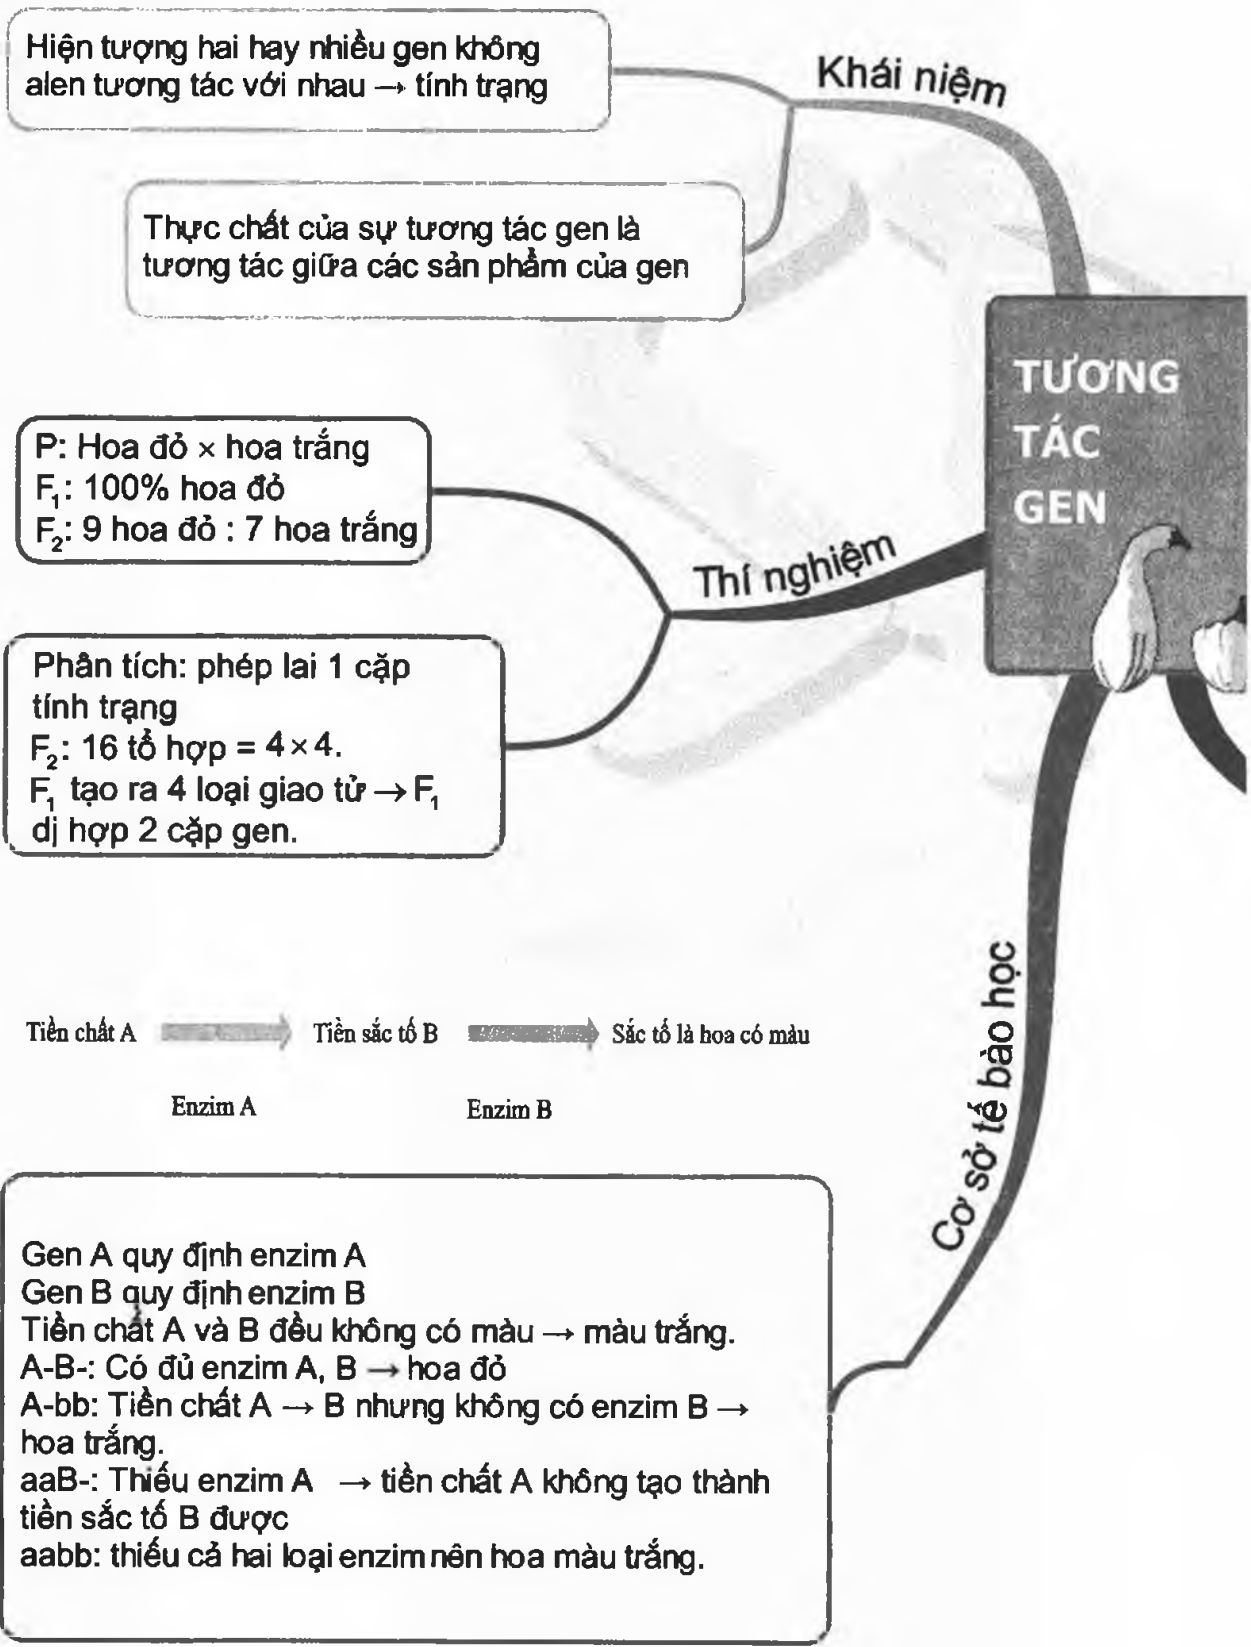 Hiện tượng hai hay nhiều gen không
alen tương tác với nhau → tính trạng
Khái niệm
Thực chất của sự tương tác gen là
tương tác giữa các sản phẩm của gen
TƯƠNG
TÁC
GEN
P: Hoa đỏ × hoa trắng
F₁: 100% hoa đỏ
F₂: 9 hoa đỏ : 7 hoa trắng
Thí nghiệm
Phân tích: phép lai 1 cặp
tính trạng
F₂: 16 tổ hợp = 4 × 4.
F₁ tạo ra 4 loại giao tử → F₁
dị hợp 2 cặp gen.
Cơ sở tế bào học
Tiền chất A Tiền sắc tố B Sắc tố là hoa có màu
Enzim A Enzim B
Gen A quy định enzim A
Gen B quy định enzim B
Tiền chất A và B đều không có màu → màu trắng.
A-B-: Có đủ enzim A, B → hoa đỏ
A-bb: Tiền chất A → B nhưng không có enzim B →
hoa trắng.
aaB-: Thiếu enzim A → tiền chất A không tạo thành
tiền sắc tố B được
aabb: thiếu cả hai loại enzim nên hoa màu trắng.